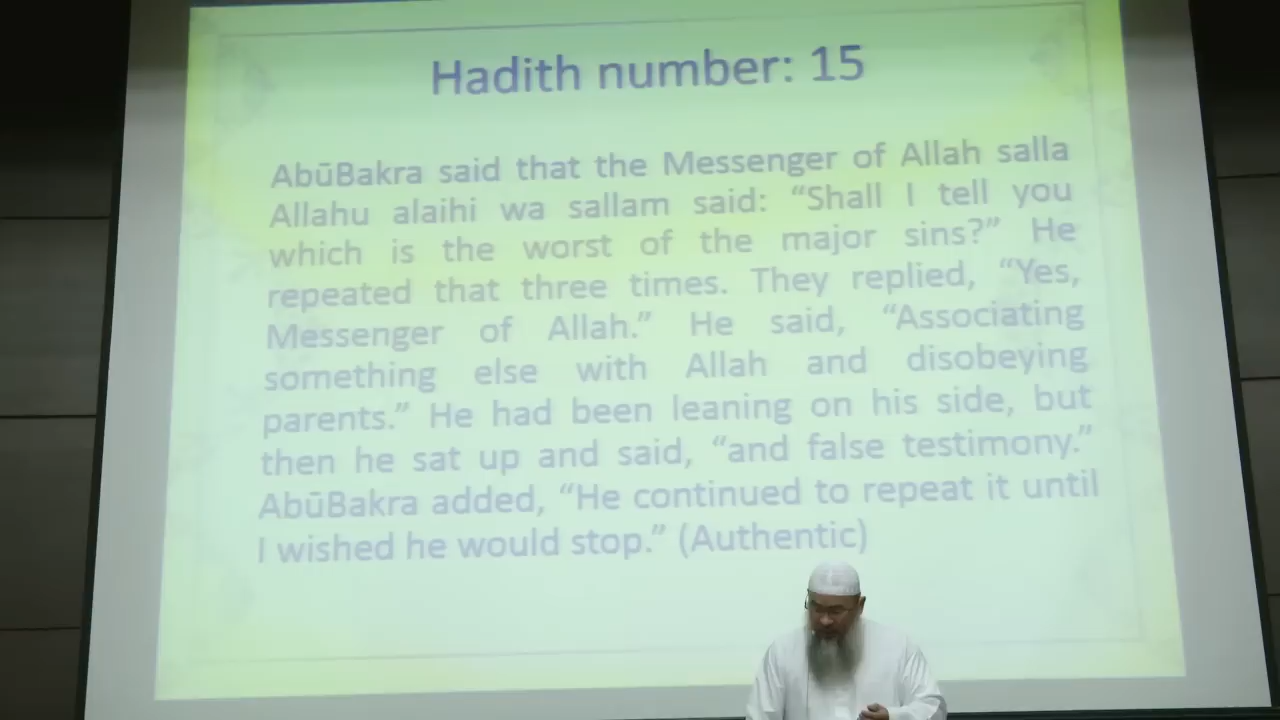 Hadith number: 15
AbūBakra said that the Messenger of Allah salla
Allahu alaihi wa sallam said: “Shall I tell you
which is the worst of the major sins?” He
repeated that three times. They replied, “Yes,
Messenger of Allah.” He said, “Associating
something else with Allah and disobeying
parents.” He had been leaning on his side, but
then he sat up and said, “and false testimony.”
AbūBakra added, “He continued to repeat it until
I wished he would stop.” (Authentic)